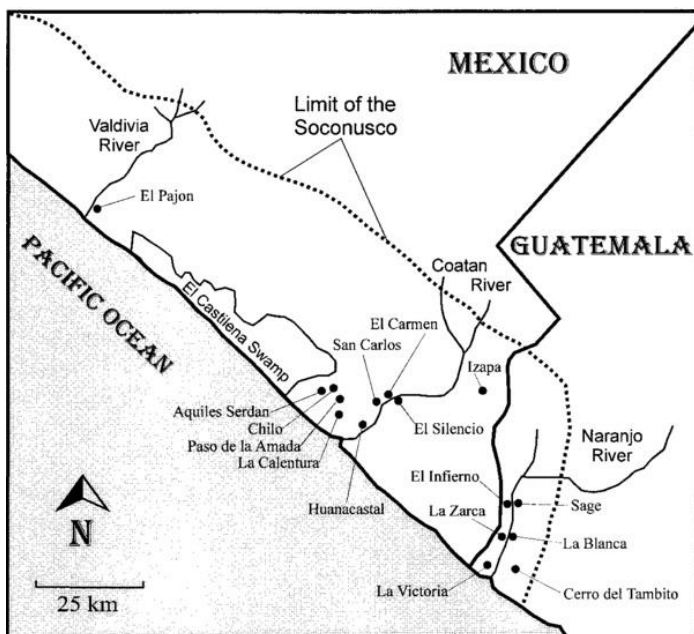 MEXICO
Limit of the
Soconusco
Valdivia
River
El Pajon
GUATEMALA
PACIFIC OCEAN
Coatan
River
El Castilena Swamp
El Carmen
San Carlos
Izapa
Aquiles Serdan
Chilo
Paso de la Amada
La Calentura
El Silencio
Huanacastal
Naranjo
River
El Infierno
Sage
La Zarca
La Blanca
La Victoria
Cerro del Tambito
N
25 km